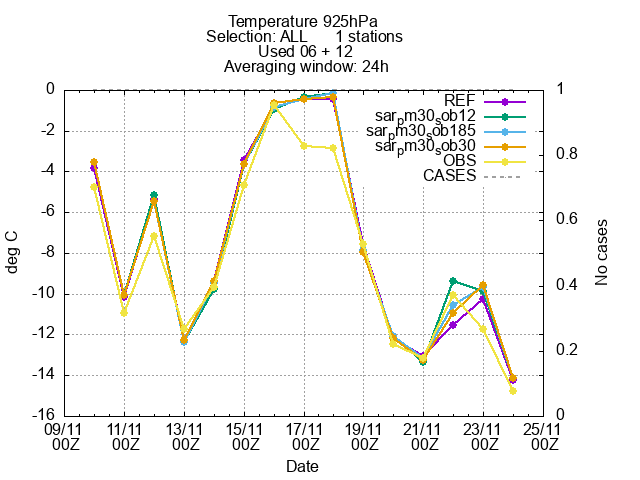 Temperature 925hPa
Selection: ALL 1 stations
Used 06 + 12
Averaging window: 24h
REF
sar_pm30_sob12
sar_pm30_sob185
sar_pm30_sob30
OBS
CASES
0
-2
-4
-6
-8
-10
-12
-14
-16
deg C
1
0.8
0.6
0.4
0.2
0
No cases
09/11 11/11 13/11 15/11 17/11 19/11 21/11 23/11 25/11
00Z 00Z 00Z 00Z 00Z 00Z 00Z 00Z 00Z
Date